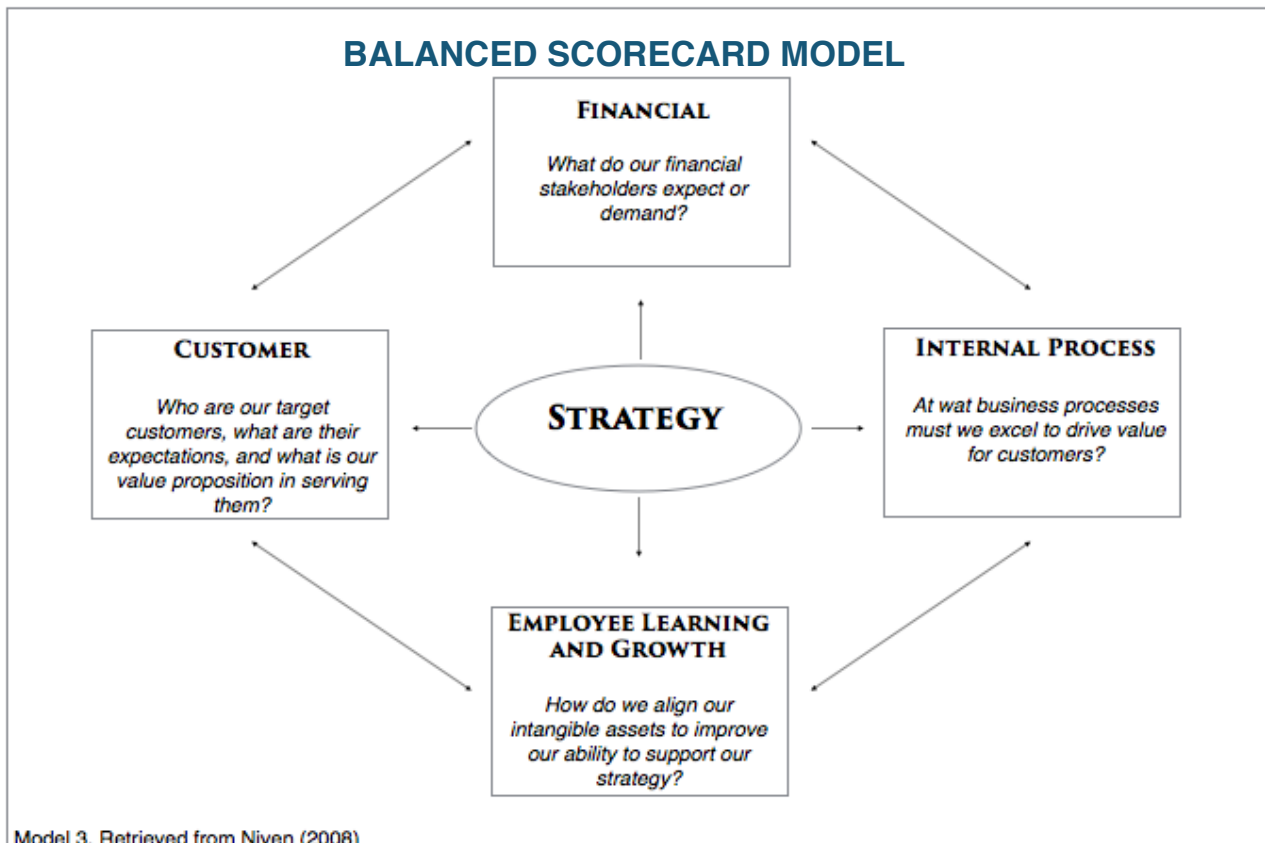 BALANCED SCORECARD MODEL
FINANCIAL
What do our financial
stakeholders expect or
demand?
CUSTOMER
Who are our target
customers, what are their
expectations, and what is our
value proposition in serving
them?
STRATEGY
INTERNAL PROCESS
At wat business processes
must we excel to drive value
for customers?
EMPLOYEE LEARNING
AND GROWTH
How do we align our
intangible assets to improve
our ability to support our
strategy?
Model 3. Retrieved from Niven (2008)